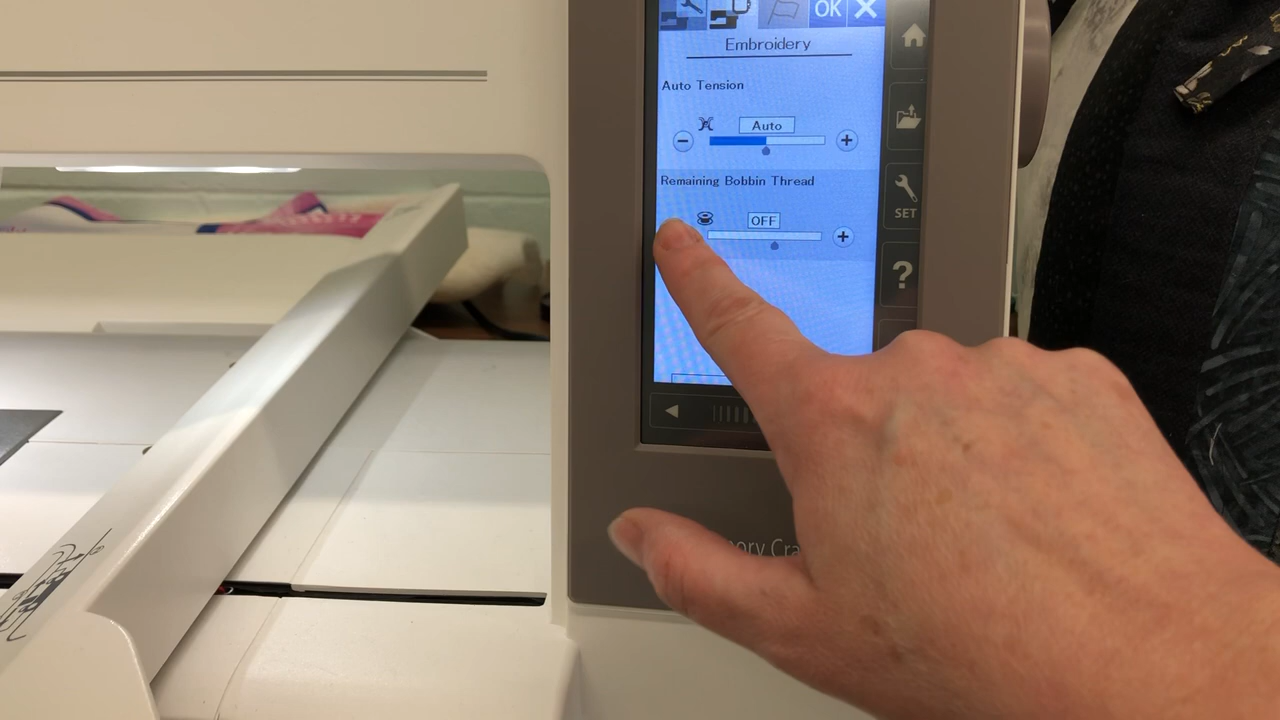 OK
Embroidery
Auto Tension
Auto
Remaining Bobbin Thread
OFF
SET
?